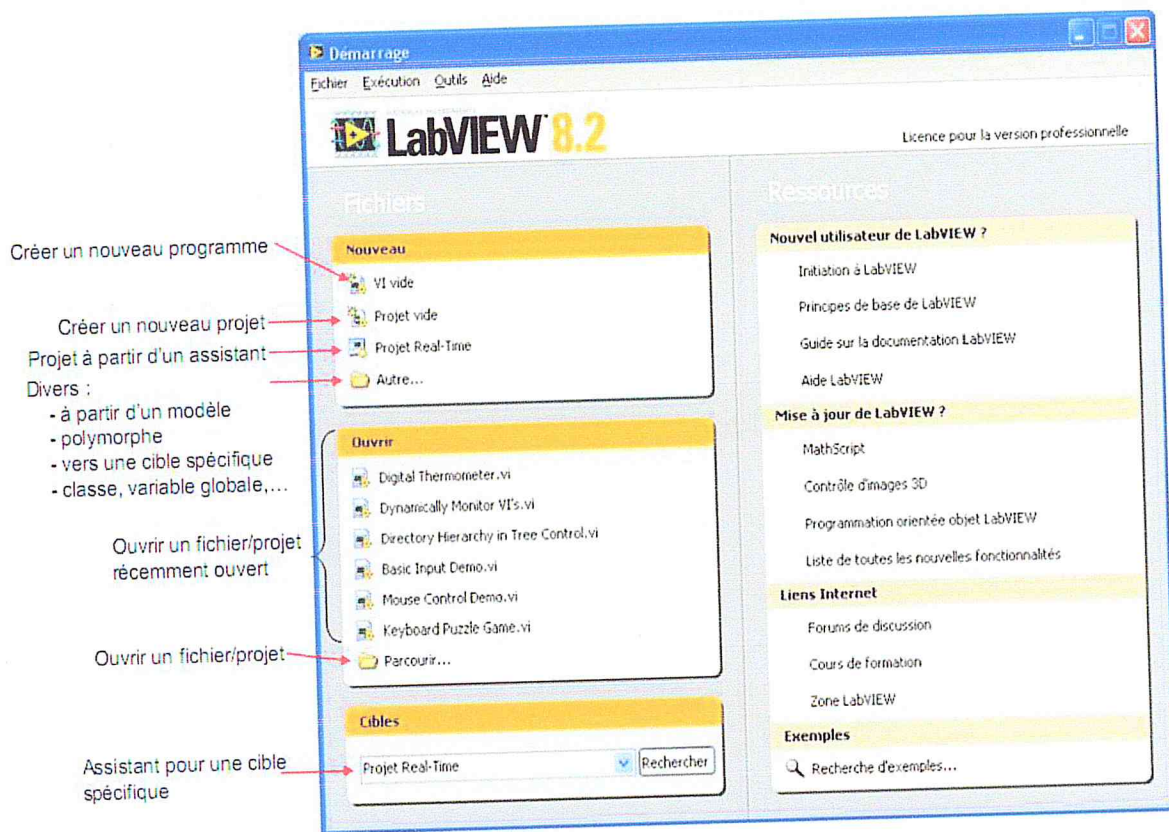 Démarrage
Fichier Exécution Outils Aide
LabVIEW 8.2
Licence pour la version professionnelle
Fichiers
Nouveau
VI vide
Projet vide
Projet Real-Time
Autre...
Ouvrir
Digital Thermometer.vi
Dynamically Monitor VI's.vi
Directory Hierarchy in Tree Control.vi
Basic Input Demo.vi
Mouse Control Demo.vi
Keyboard Puzzle Game.vi
Parcourir...
Cibles
Projet Real-Time
Rechercher
Ressources
Nouvel utilisateur de LabVIEW ?
Initiation à LabVIEW
Principes de base de LabVIEW
Guide sur la documentation LabVIEW
Aide LabVIEW
Mise à jour de LabVIEW ?
MathScript
Contrôle d'images 3D
Programmation orientée objet LabVIEW
Liste de toutes les nouvelles fonctionnalités
Liens Internet
Forums de discussion
Cours de formation
Zone LabVIEW
Exemples
Recherche d'exemples...
Créer un nouveau programme
Créer un nouveau projet
Projet à partir d'un assistant
Divers :
- à partir d'un modèle
- polymorphe
- vers une cible spécifique
- classe, variable globale,...
Ouvrir un fichier/projet
récemment ouvert
Ouvrir un fichier/projet
Assistant pour une cible
spécifique